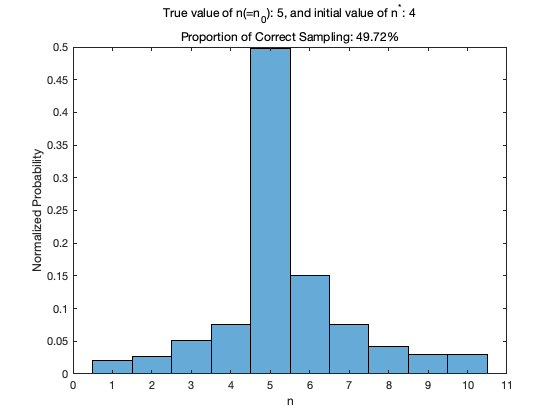 True value of n(=n0): 5, and initial value of n*: 4
Proportion of Correct Sampling: 49.72%
0.5
0.45
0.4
0.35
0.3
0.25
0.2
0.15
0.1
0.05
0
Normalized Probability
0 1 2 3 4 5 6 7 8 9 10 11
n